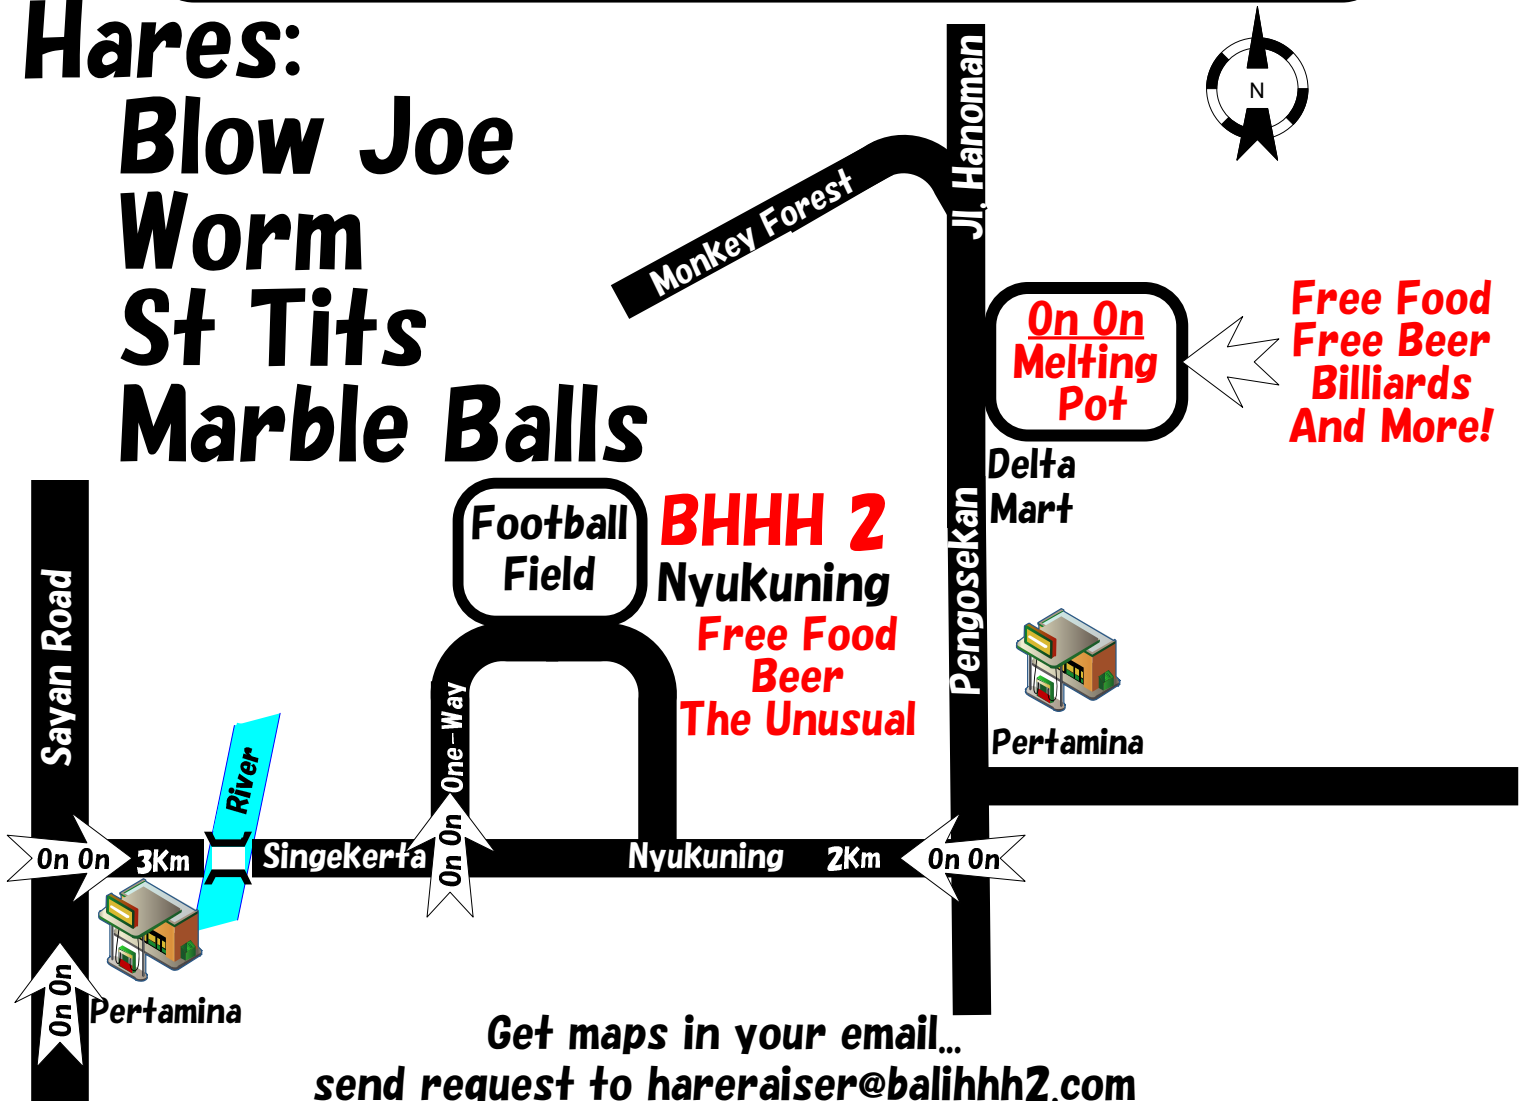 Hares:
Blow Joe
Worm
St Tits
Marble Balls
N
Jl. Hanoman
Monkey Forest
On On
Melting
Pot
Free Food
Free Beer
Billiards
And More!
Delta
Mart
Football
Field
BHHH 2
Nyukuning
Free Food
Beer
The Unusual
Pengosekan
Pertamina
Sayan Road
River
One-Way
On On
3Km
Singekerta
On On
Nyukuning
2Km
On On
On On
Pertamina
Get maps in your email...
send request to hareraiser@balihhh2.com